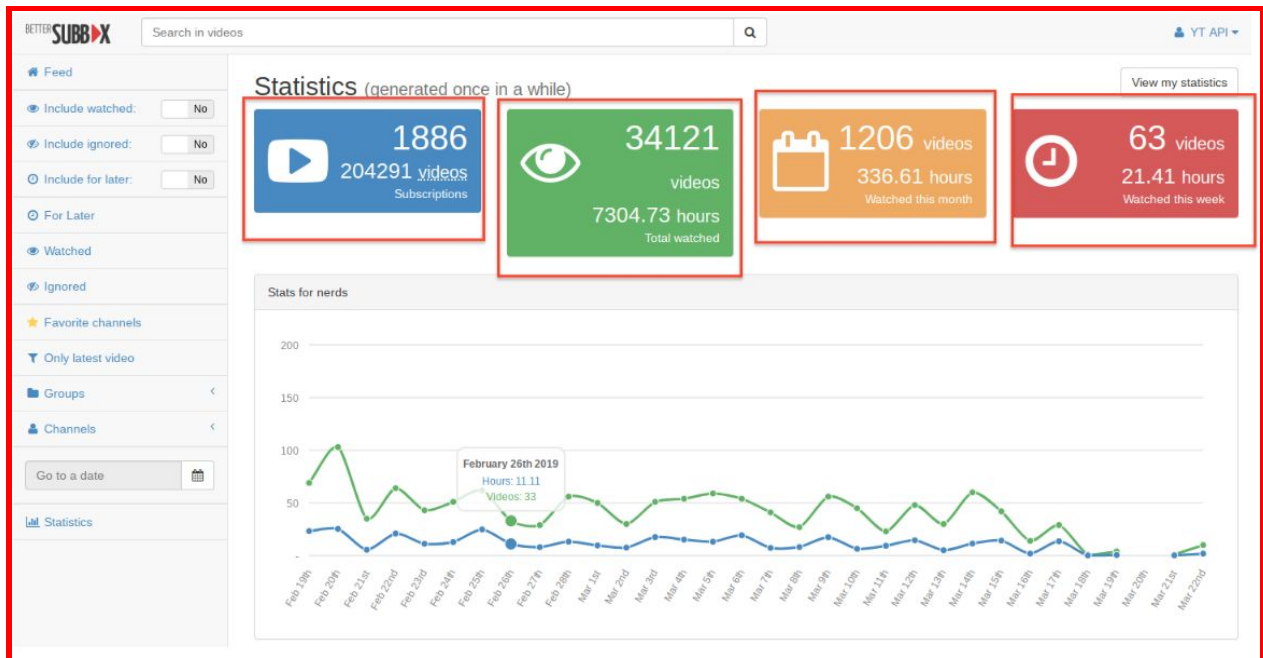 BETTER SUBBOX
Search in videos
YT API
Feed
Include watched: No
Include ignored: No
Include for later: No
For Later
Watched
Ignored
Favorite channels
Only latest video
Groups
Channels
Go to a date
Statistics
Statistics (generated once in a while)
View my statistics
1886
204291 videos
Subscriptions
34121
videos
7304.73 hours
Total watched
1206 videos
336.61 hours
Watched this month
63 videos
21.41 hours
Watched this week
Stats for nerds
200
150
100
50
-
February 26th 2019
Hours: 11.11
Videos: 33
Feb 19th
Feb 20th
Feb 21st
Feb 22nd
Feb 23rd
Feb 24th
Feb 25th
Feb 26th
Feb 27th
Feb 28th
Mar 1st
Mar 2nd
Mar 3rd
Mar 4th
Mar 5th
Mar 6th
Mar 7th
Mar 8th
Mar 9th
Mar 10th
Mar 11th
Mar 12th
Mar 13th
Mar 14th
Mar 15th
Mar 16th
Mar 17th
Mar 18th
Mar 19th
Mar 20th
Mar 21st
Mar 22nd